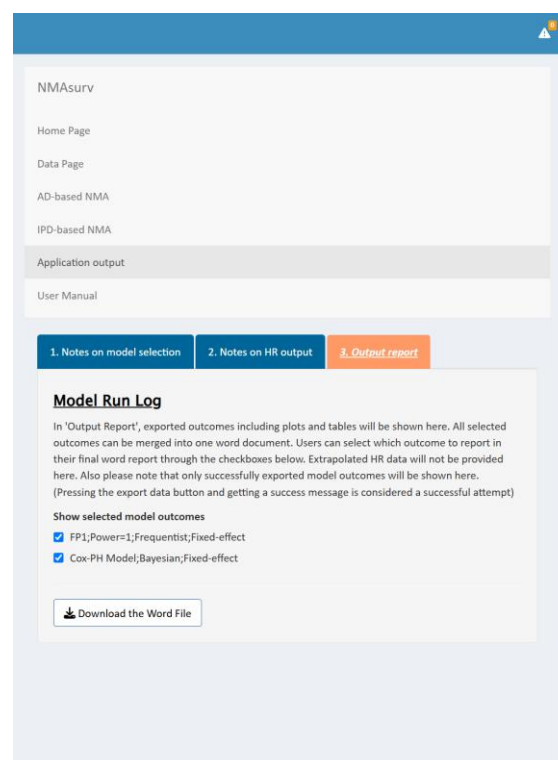 0
NMAsurv
Home Page
Data Page
AD-based NMA
IPD-based NMA
Application output
User Manual
1. Notes on model selection
2. Notes on HR output
3. Output report
Model Run Log
In 'Output Report', exported outcomes including plots and tables will be shown here. All selected
outcomes can be merged into one word document. Users can select which outcome to report in
their final word report through the checkboxes below. Extrapolated HR data will not be provided
here. Also please note that only successfully exported model outcomes will be shown here.
(Pressing the export data button and getting a success message is considered a successful attempt)
Show selected model outcomes
FP1;Power=1;Frequentist;Fixed-effect
Cox-PH Model;Bayesian;Fixed-effect
Download the Word File